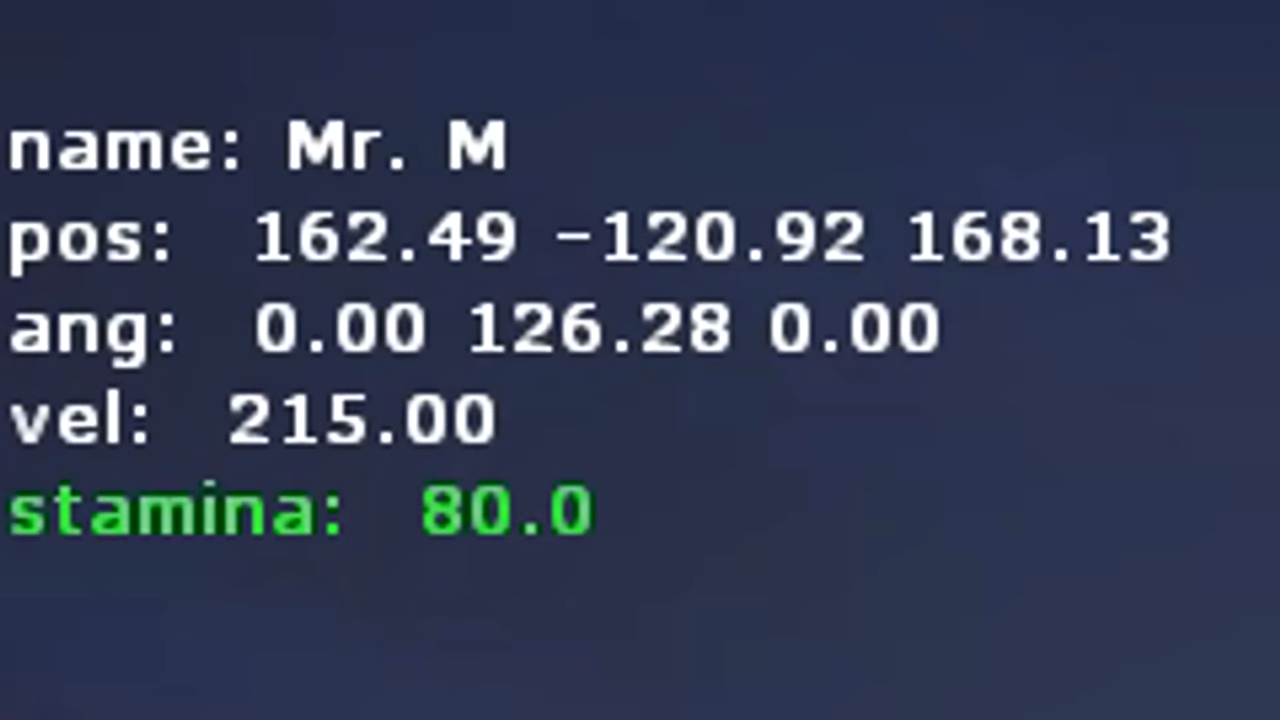 name: Mr. M
pos: 162.49 -120.92 168.13
ang: 0.00 126.28 0.00
vel: 215.00
stamina: 80.0